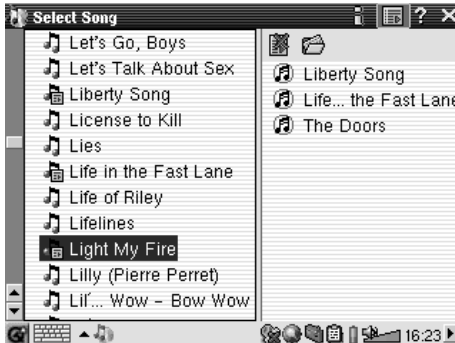 Select Song
?
Let's Go, Boys
Let's Talk About Sex
Liberty Song
License to Kill
Lies
Life in the Fast Lane
Life of Riley
Lifelines
Light My Fire
Lilly (Pierre Perret)
Lil'... Wow - Bow Wow
Liberty Song
Life... the Fast Lane
The Doors
16:23